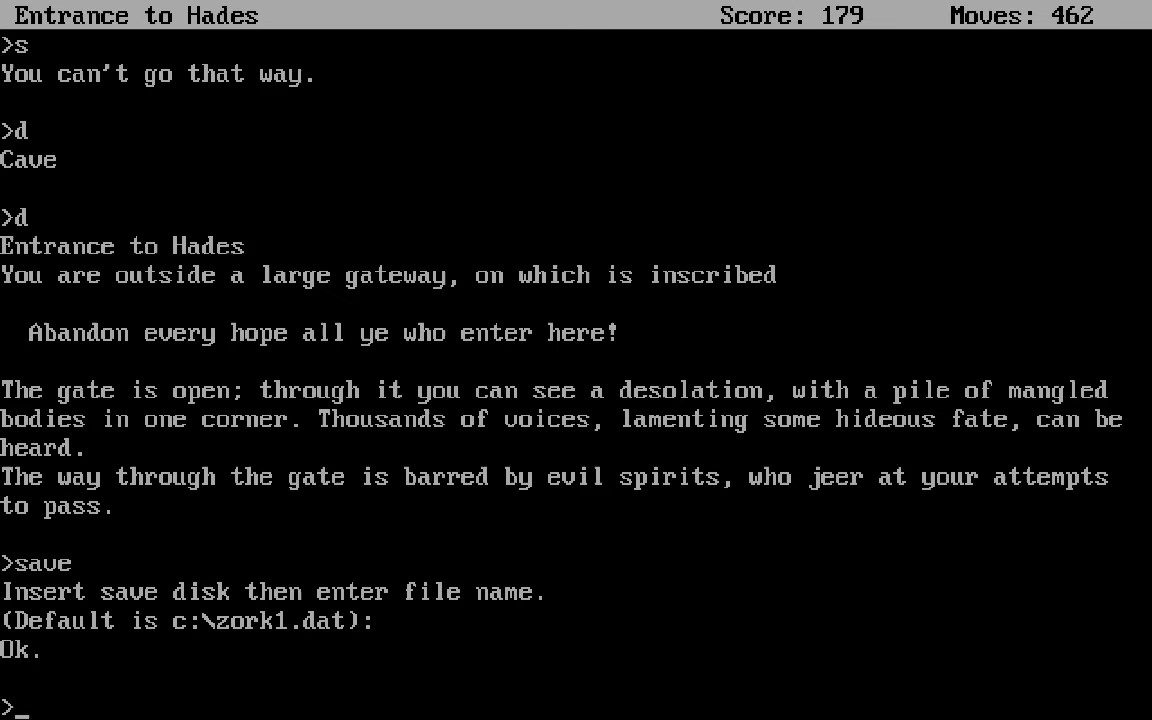 Entrance to Hades Score: 179 Moves: 462
>s
You can't go that way.
>d
Cave
>d
Entrance to Hades
You are outside a large gateway, on which is inscribed
Abandon every hope all ye who enter here!
The gate is open; through it you can see a desolation, with a pile of mangled
bodies in one corner. Thousands of voices, lamenting some hideous fate, can be
heard.
The way through the gate is barred by evil spirits, who jeer at your attempts
to pass.
>save
Insert save disk then enter file name.
(Default is c:\zork1.dat):
Ok.
>_